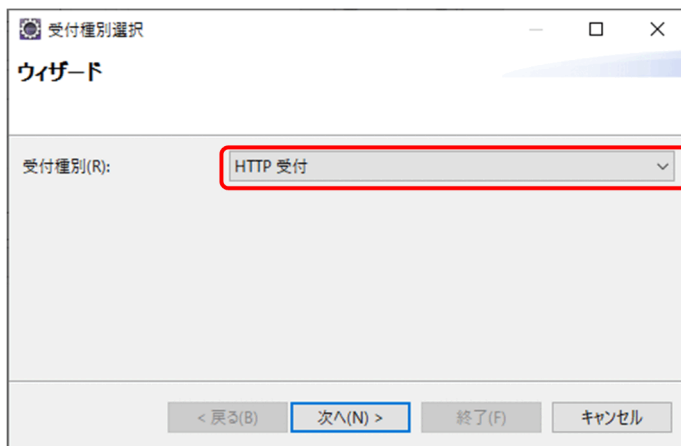 受付種別選択
ウィザード
受付種別(R):
HTTP 受付
< 戻る(B)
次へ(N) >
終了(F)
キャンセル